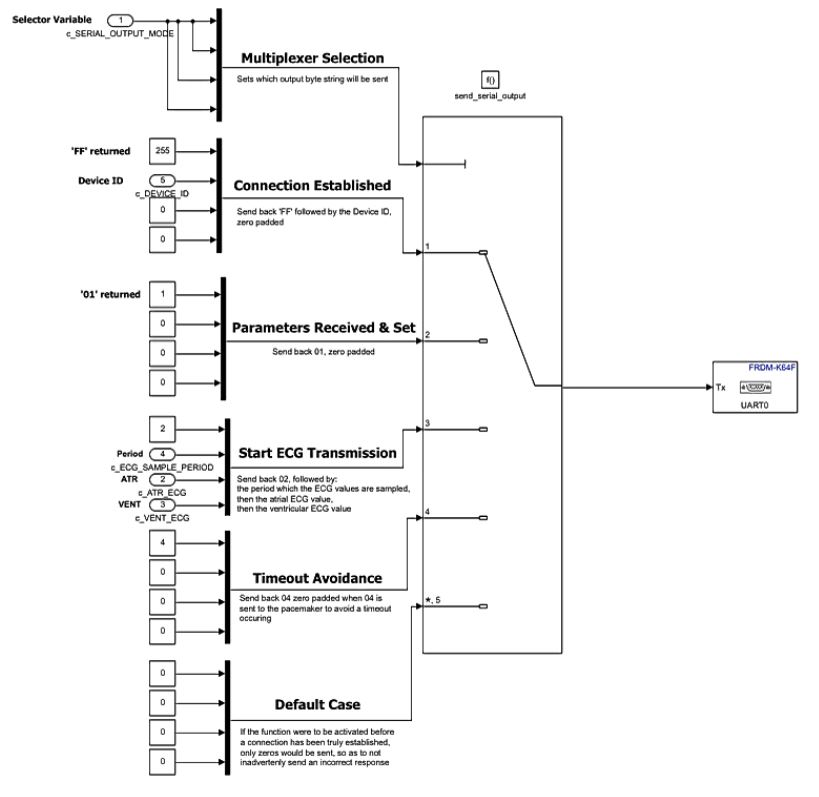 Selector Variable
1
c_SERIAL_OUTPUT_MODE
Multiplexer Selection
Sets which output byte string will be sent
f()
send_serial_output
'FF' returned
255
Device ID
5
c_DEVICE_ID
0
0
Connection Established
Send back 'FF' followed by the Device ID,
zero padded
1
'01' returned
1
0
0
0
Parameters Received & Set
Send back 01, zero padded
2
FRDM-K64F
Tx
UART0
2
Period
4
c_ECG_SAMPLE_PERIOD
ATR
2
c_ATR_ECG
VENT
3
c_VENT_ECG
Start ECG Transmission
Send back 02, followed by:
the period which the ECG values are sampled,
then the atrial ECG value,
then the ventricular ECG value
3
4
0
0
0
Timeout Avoidance
Send back 04 zero padded when 04 is
sent to the pacemaker to avoid a timeout
occuring
4
*, 5
0
0
0
0
Default Case
If the function were to be activated before
a connection has been truly established,
only zeros would be sent, so as to not
inadvertenly send an incorrect response